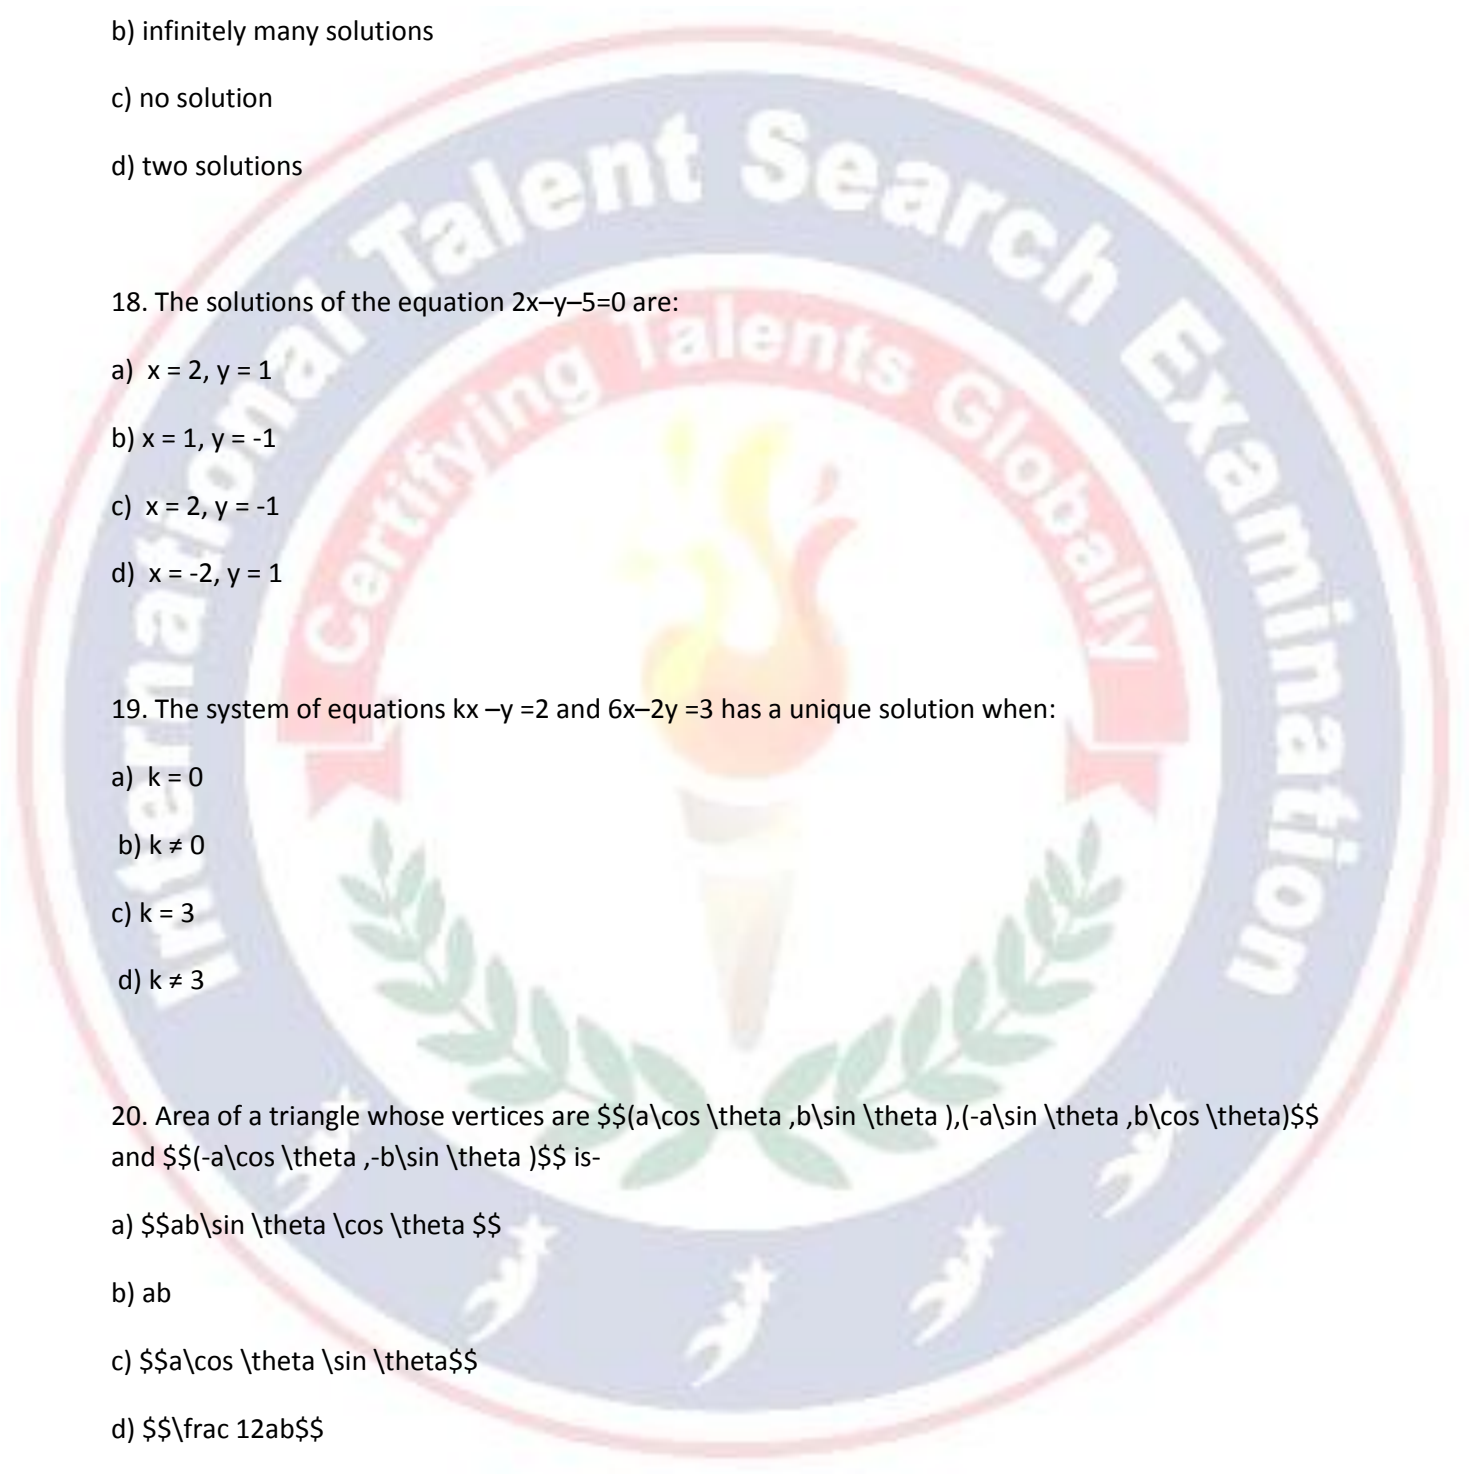 b) infinitely many solutions
c) no solution
d) two solutions
18. The solutions of the equation 2x–y–5=0 are:
a) x = 2, y = 1
b) x = 1, y = -1
c) x = 2, y = -1
d) x = -2, y = 1
19. The system of equations kx –y =2 and 6x–2y =3 has a unique solution when:
a) k = 0
b) k ≠ 0
c) k = 3
d) k ≠ 3
20. Area of a triangle whose vertices are $$(a\cos \theta ,b\sin \theta ),(-a\sin \theta ,b\cos \theta)$$
and $$(-a\cos \theta ,-b\sin \theta )$$ is-
a) $$ab\sin \theta \cos \theta $$
b) ab
c) $$a\cos \theta \sin \theta$$
d) $$\frac 12ab$$
International Talent Search Examination
Certifying Talents Globally